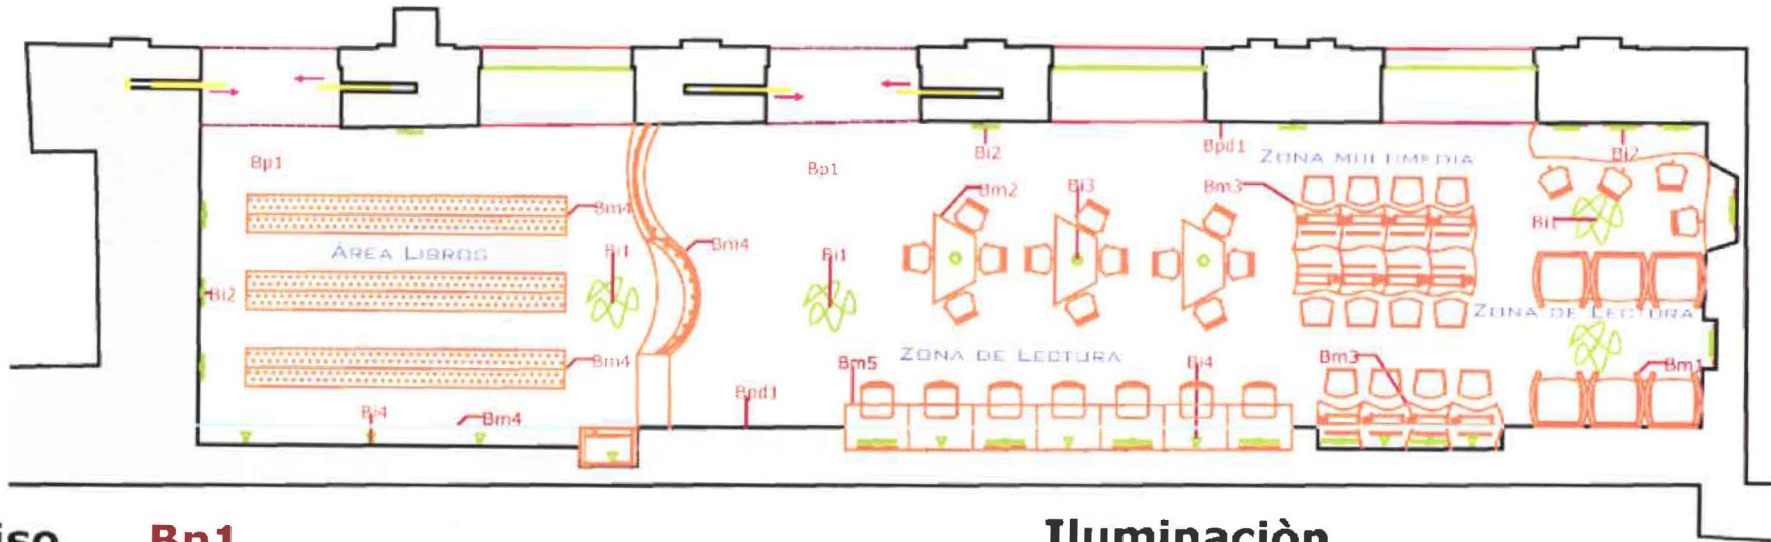 Bp1
Bp1
Bi2
Bpd1
ZONA MULTIMEDIA
Bi2
Bm4
Bm2
Bi3
Bm3
Bi1
ÁREA LIBROS
Bi1
Bm4
Bi1
Bi2
ZONA DE LECTURA
Bm4
ZONA DE LECTURA
Bm5
Bi4
Bm3
Bm1
Bpd1
Bi4
Bm4
iso Bp1
Iluminaciòn